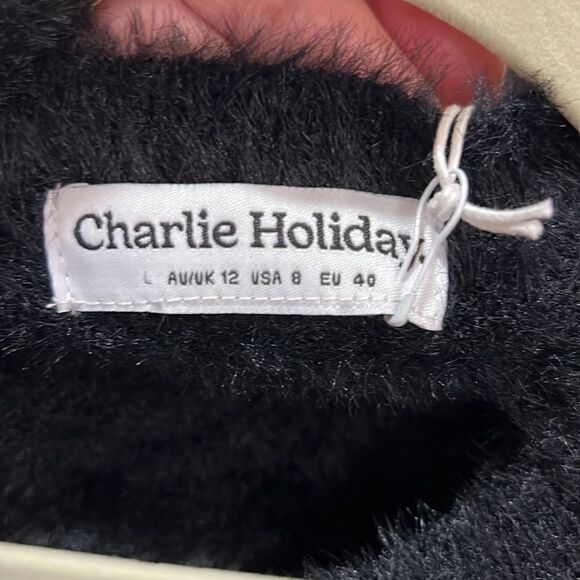 Charlie Holiday.
L AU/UK 12 USA 8 EU 40